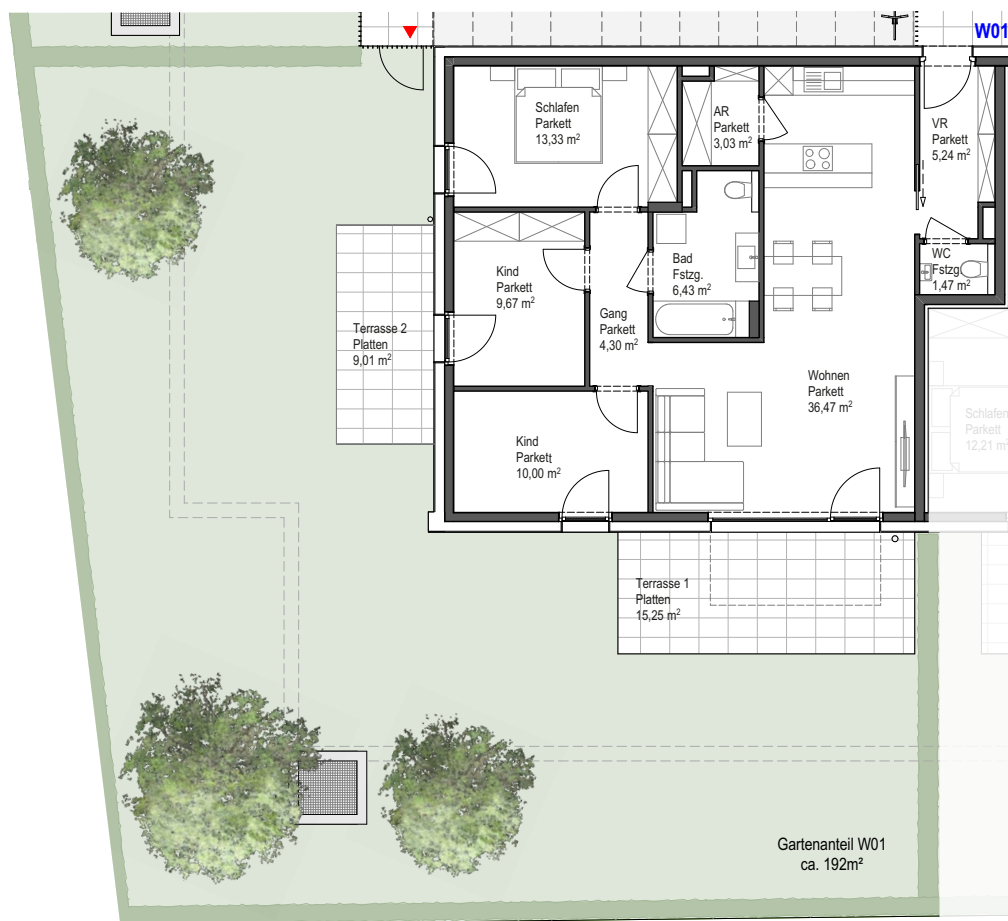 W01
Schlafen
Parkett
13,33 m²
AR
Parkett
3,03 m²
VR
Parkett
5,24 m²
WC
Fstzg.
1,47 m²
Bad
Fstzg.
6,43 m²
Kind
Parkett
9,67 m²
Gang
Parkett
4,30 m²
Terrasse 2
Platten
9,01 m²
Wohnen
Parkett
36,47 m²
Schlafen
Parkett
12,21 m²
Kind
Parkett
10,00 m²
Terrasse 1
Platten
15,25 m²
Gartenanteil W01
ca. 192m²